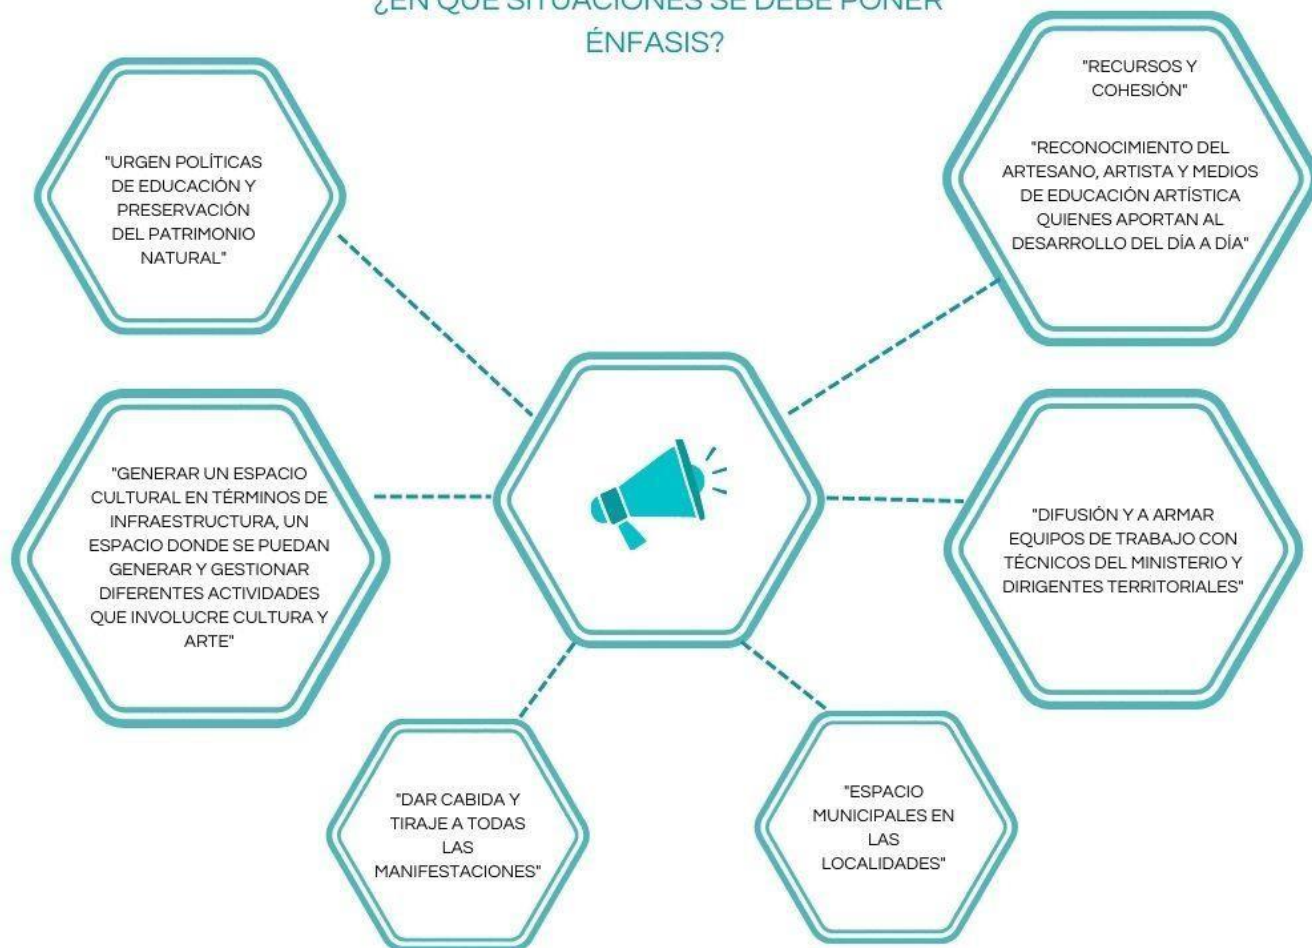 ¿EN QUÉ SITUACIONES SE DEBE PONER
ÉNFASIS?
"URGEN POLÍTICAS
DE EDUCACIÓN Y
PRESERVACIÓN
DEL PATRIMONIO
NATURAL"
"RECURSOS Y
COHESIÓN"
"RECONOCIMIENTO DEL
ARTESANO, ARTISTA Y MEDIOS
DE EDUCACIÓN ARTÍSTICA
QUIENES APORTAN AL
DESARROLLO DEL DÍA A DÍA"
"GENERAR UN ESPACIO
CULTURAL EN TÉRMINOS DE
INFRAESTRUCTURA, UN
ESPACIO DONDE SE PUEDAN
GENERAR Y GESTIONAR
DIFERENTES ACTIVIDADES
QUE INVOLUCRE CULTURA Y
ARTE"
"DIFUSIÓN Y A ARMAR
EQUIPOS DE TRABAJO CON
TÉCNICOS DEL MINISTERIO Y
DIRIGENTES TERRITORIALES"
"DAR CABIDA Y
TIRAJE A TODAS
LAS
MANIFESTACIONES"
"ESPACIO
MUNICIPALES EN
LAS
LOCALIDADES"